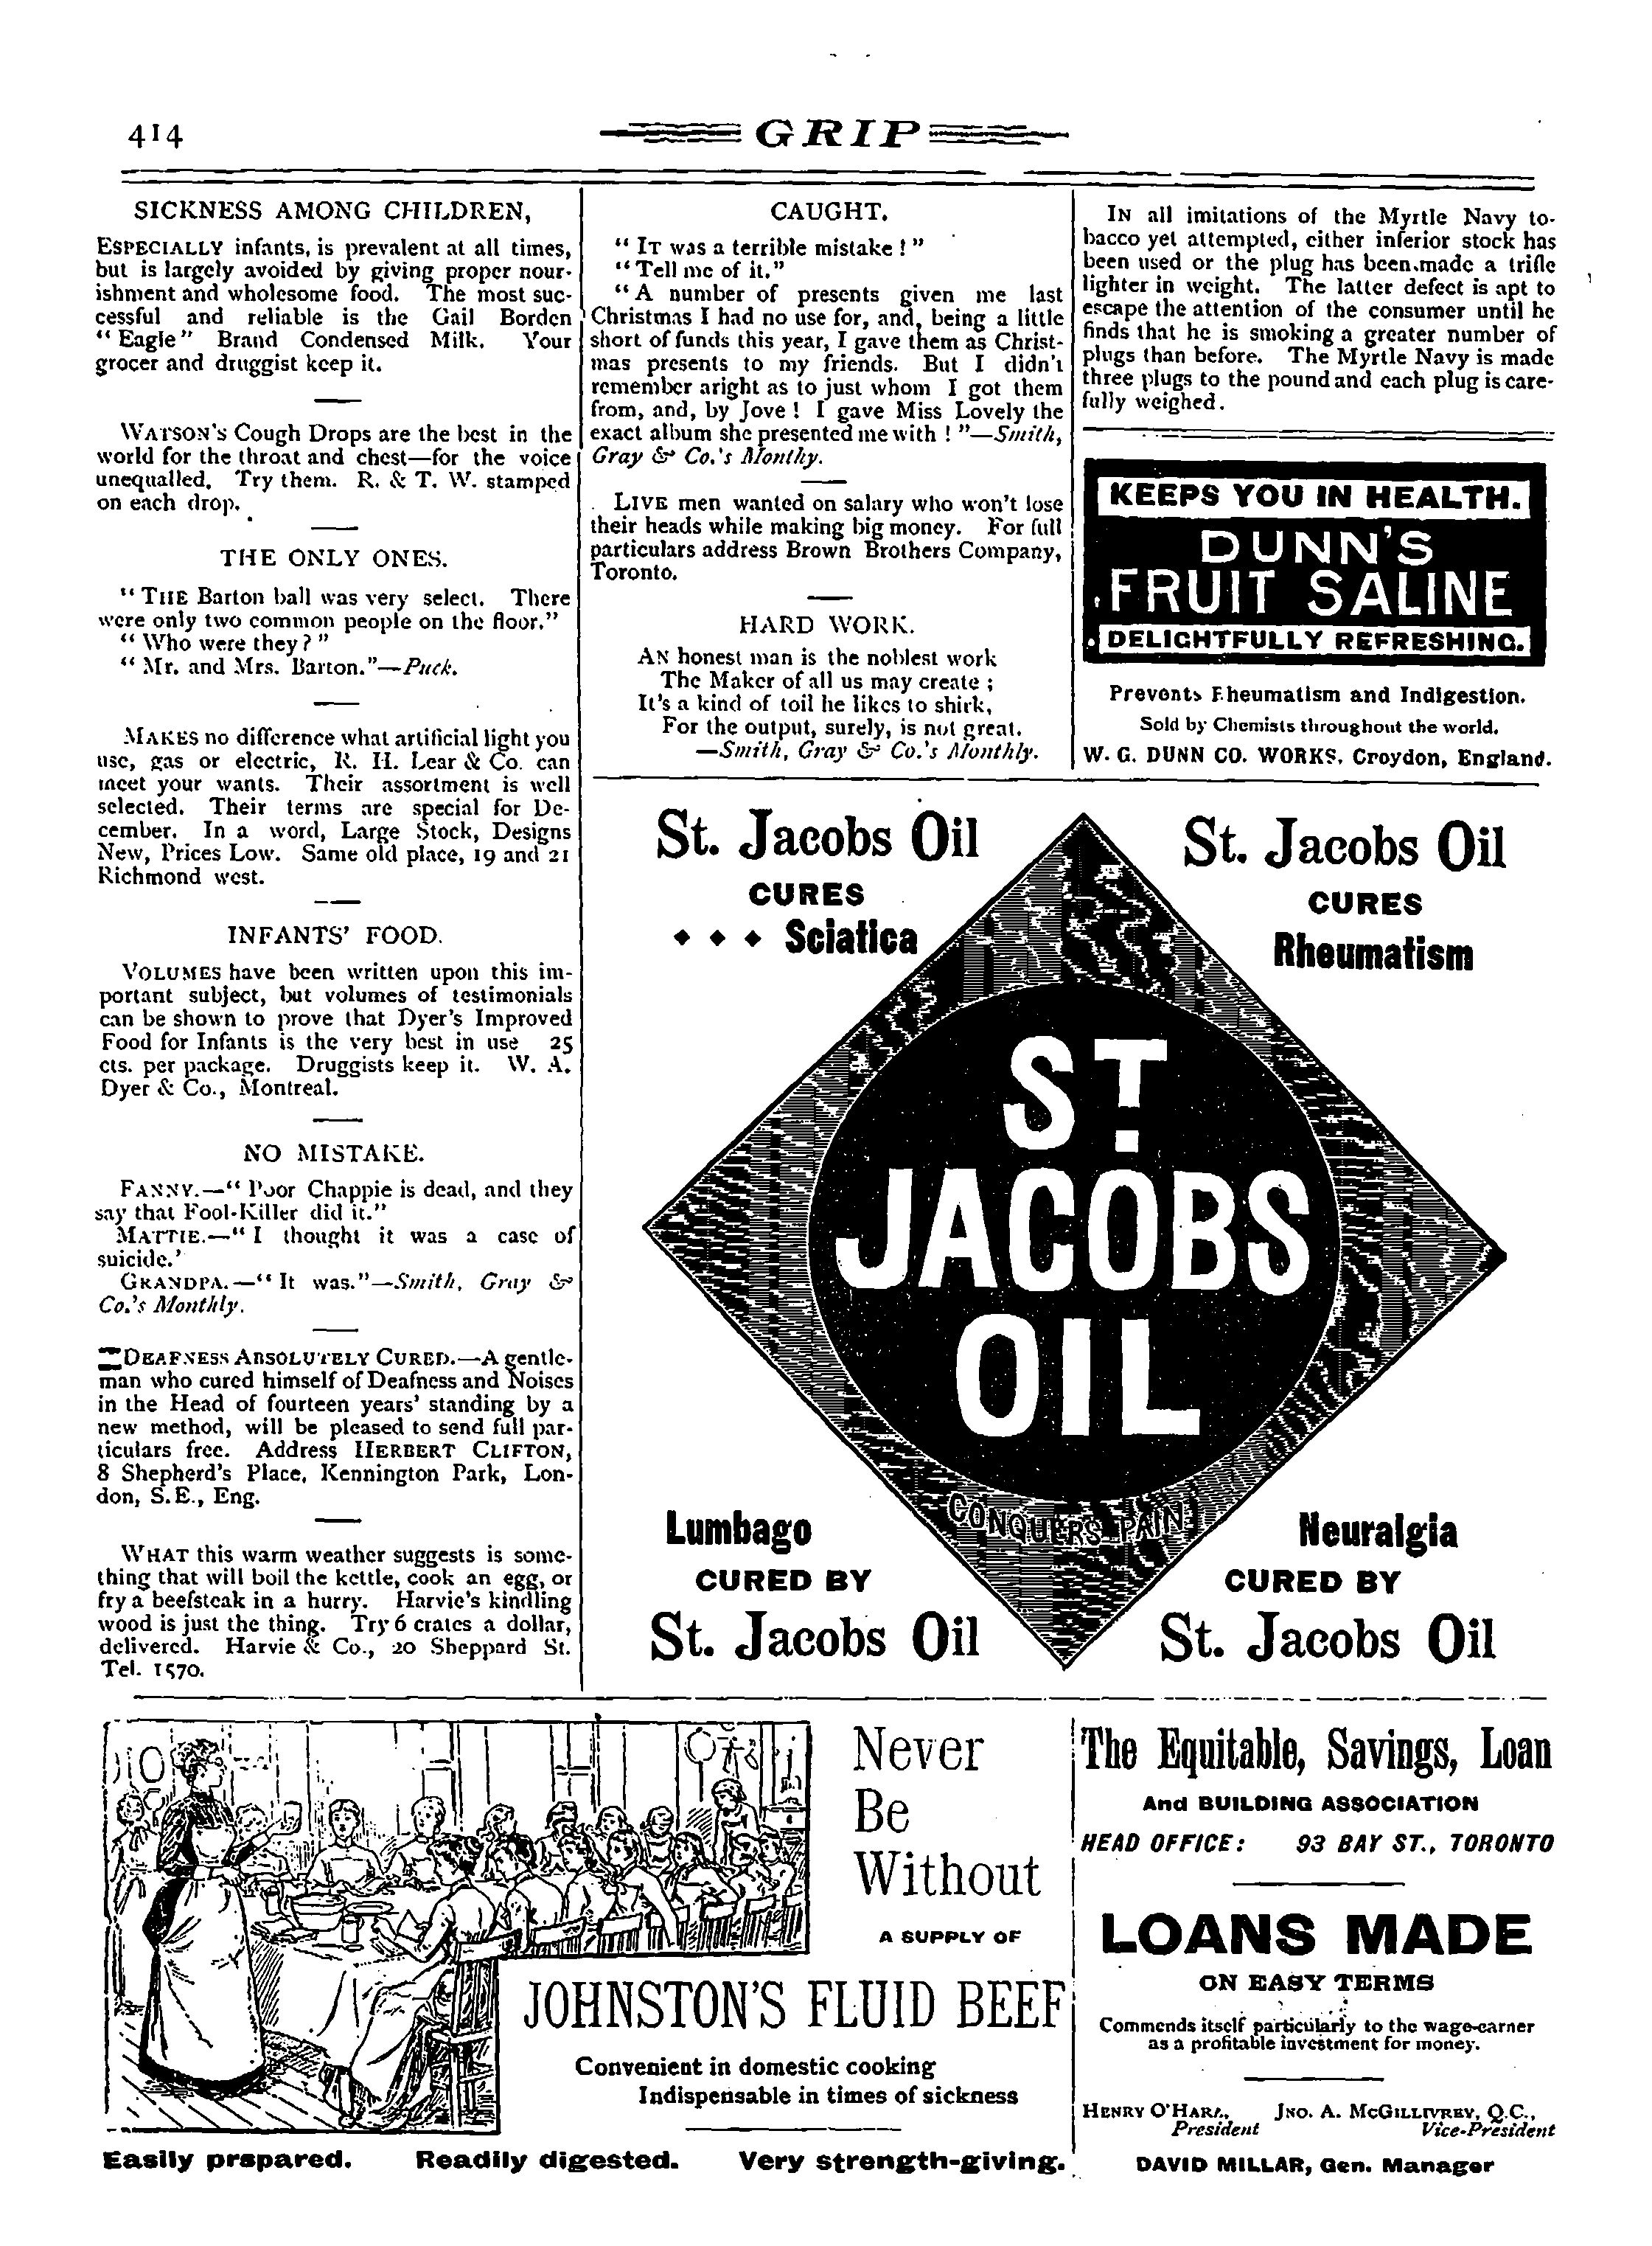 414
GRIP
SICKNESS AMONG CHILDREN,
ESPECIALLY infants, is prevalent at all times,
but is largely avoided by giving proper nour-
ishment and wholesome food. The most suc-
cessful and reliable is the Gail Borden
"Eagle" Brand Condensed Milk. Your
grocer and druggist keep it.
WATSON'S Cough Drops are the best in the
world for the throat and chest—for the voice
unequalled. Try them. R. & T. W. stamped
on each drop.
THE ONLY ONES.
"THE Barton ball was very select. There
were only two common people on the floor."
"Who were they?"
"Mr. and Mrs. Barton."—Puck.
MAKES no difference what artificial light you
use, gas or electric, R. H. Lear & Co. can
meet your wants. Their assortment is well
selected. Their terms are special for De-
cember. In a word, Large Stock, Designs
New, Prices Low. Same old place, 19 and 21
Richmond west.
INFANTS' FOOD.
VOLUMES have been written upon this im-
portant subject, but volumes of testimonials
can be shown to prove that Dyer's Improved
Food for Infants is the very best in use 25
cts. per package. Druggists keep it. W. A.
Dyer & Co., Montreal.
NO MISTAKE.
FANNY.—"Poor Chappie is dead, and they
say that Fool-Killer did it."
MATTIE.—"I thought it was a case of
suicide.'
GRANDPA.—"It was."—Smith, Gray &
Co.'s Monthly.
DEAFNESS ABSOLUTELY CURED.—A gentle-
man who cured himself of Deafness and Noises
in the Head of fourteen years' standing by a
new method, will be pleased to send full par-
ticulars free. Address HERBERT CLIFTON,
8 Shepherd's Place, Kennington Park, Lon-
don, S.E., Eng.
WHAT this warm weather suggests is some-
thing that will boil the kettle, cook an egg, or
fry a beefsteak in a hurry. Harvie's kindling
wood is just the thing. Try 6 crates a dollar,
delivered. Harvie & Co., 20 Sheppard St.
Tel. 1570.
CAUGHT.
"IT was a terrible mistake!"
"Tell me of it."
"A number of presents given me last
Christmas I had no use for, and, being a little
short of funds this year, I gave them as Christ-
mas presents to my friends. But I didn't
remember aright as to just whom I got them
from, and, by Jove! I gave Miss Lovely the
exact album she presented me with!"—Smith,
Gray & Co.'s Monthy.
LIVE men wanted on salary who won't lose
their heads while making big money. For full
particulars address Brown Brothers Company,
Toronto.
HARD WORK.
AN honest man is the noblest work
The Maker of all us may create;
It's a kind of toil he likes to shirk,
For the output, surely, is not great.
—Smith, Gray & Co.'s Monthly.
IN all imitations of the Myrtle Navy to-
bacco yet attempted, either inferior stock has
been used or the plug has been made a trifle
lighter in weight. The latter defect is apt to
escape the attention of the consumer until he
finds that he is smoking a greater number of
plugs than before. The Myrtle Navy is made
three plugs to the pound and each plug is care-
fully weighed.
KEEPS YOU IN HEALTH.
DUNN'S
FRUIT SALINE
DELIGHTFULLY REFRESHING.
Prevents Rheumatism and Indigestion.
Sold by Chemists throughout the world.
W. G. DUNN CO. WORKS, Croydon, England.
St. Jacobs Oil
CURES
Sciatica
St. Jacobs Oil
CURES
Rheumatism
ST.
JACOBS
OIL
CONQUERS PAIN
Lumbago
CURED BY
St. Jacobs Oil
Neuralgia
CURED BY
St. Jacobs Oil
Never
Be
Without
A SUPPLY OF
JOHNSTON'S FLUID BEEF
Convenient in domestic cooking
Indispensable in times of sickness
Easily prepared. Readily digested. Very strength-giving.
The Equitable, Savings, Loan
And BUILDING ASSOCIATION
HEAD OFFICE: 93 BAY ST., TORONTO
LOANS MADE
ON EASY TERMS
Commends itself particularly to the wage-earner
as a profitable investment for money.
HENRY O'HARA, JNO. A. MCGILLIVREY, Q.C.,
President Vice-President
DAVID MILLAR, Gen. Manager